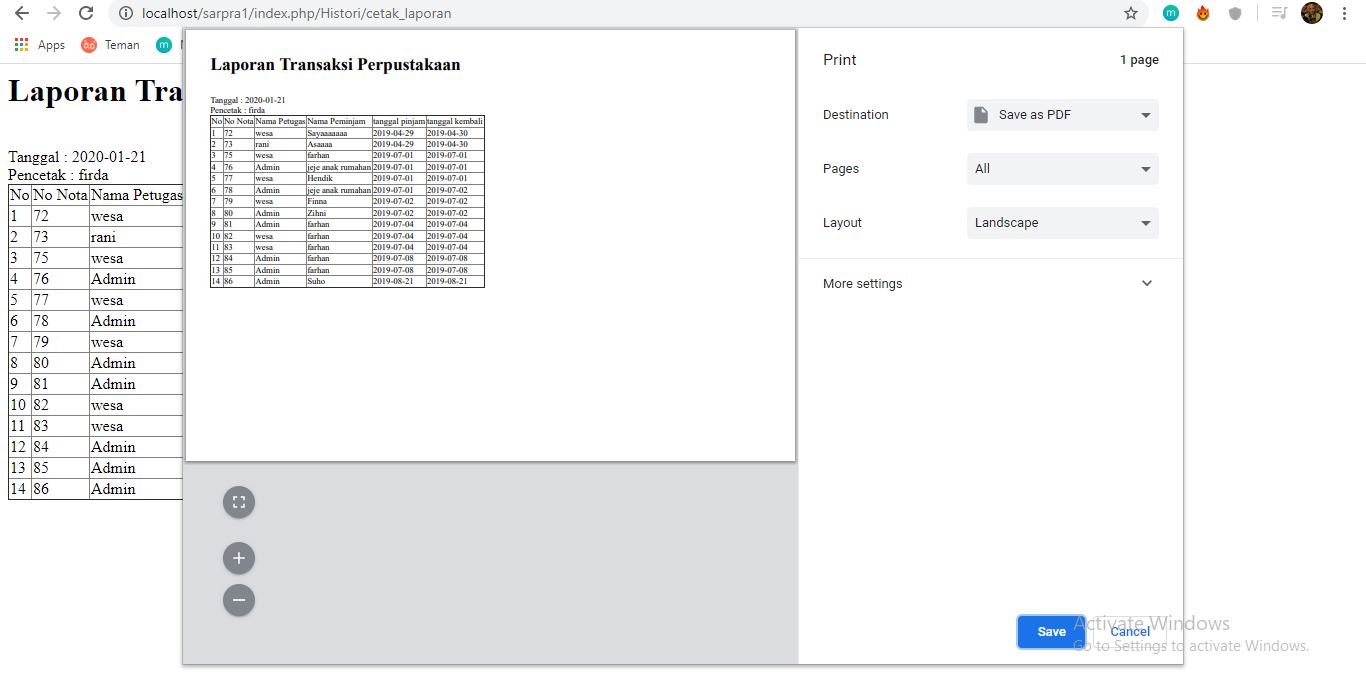 localhost/sarpra1/index.php/Histori/cetak_laporan
m
Apps
Teman
m
Laporan Tra
Tanggal : 2020-01-21
Pencetak : firda
No No Nota Nama Petugas
1 72 wesa
2 73 rani
3 75 wesa
4 76 Admin
5 77 wesa
6 78 Admin
7 79 wesa
8 80 Admin
9 81 Admin
10 82 wesa
11 83 wesa
12 84 Admin
13 85 Admin
14 86 Admin
Laporan Transaksi Perpustakaan
Tanggal : 2020-01-21
Pencetak : firda
No No Nota Nama Petugas Nama Peminjam tanggal pinjam tanggal kembali
1 72 wesa Sayaaaaaaa 2019-04-29 2019-04-30
2 73 rani Asaaaa 2019-04-29 2019-04-30
3 75 wesa farhan 2019-07-01 2019-07-01
4 76 Admin jeje anak rumahan 2019-07-01 2019-07-01
5 77 wesa Hendik 2019-07-01 2019-07-01
6 78 Admin jeje anak rumahan 2019-07-01 2019-07-02
7 79 wesa Finna 2019-07-02 2019-07-02
8 80 Admin Zihni 2019-07-02 2019-07-02
9 81 Admin farhan 2019-07-04 2019-07-04
10 82 wesa farhan 2019-07-04 2019-07-04
11 83 wesa farhan 2019-07-04 2019-07-04
12 84 Admin farhan 2019-07-08 2019-07-08
13 85 Admin farhan 2019-07-08 2019-07-08
14 86 Admin Suho 2019-08-21 2019-08-21
Print 1 page
Destination Save as PDF
Pages All
Layout Landscape
More settings
Save Cancel
Activate Windows
Go to Settings to activate Windows.